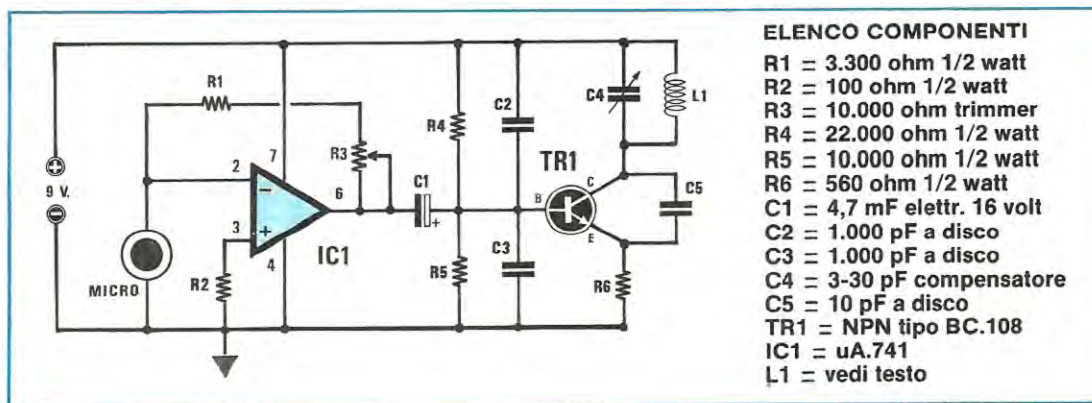 R1
C2
C4
L1
R4
R3
TR1
7
2
6
C1
B
C
E
C5
9 V.
3
4
IC1
C3
R5
R6
R2
MICRO
ELENCO COMPONENTI
R1 = 3.300 ohm 1/2 watt
R2 = 100 ohm 1/2 watt
R3 = 10.000 ohm trimmer
R4 = 22.000 ohm 1/2 watt
R5 = 10.000 ohm 1/2 watt
R6 = 560 ohm 1/2 watt
C1 = 4,7 mF elettr. 16 volt
C2 = 1.000 pF a disco
C3 = 1.000 pF a disco
C4 = 3-30 pF compensatore
C5 = 10 pF a disco
TR1 = NPN tipo BC.108
IC1 = uA.741
L1 = vedi testo